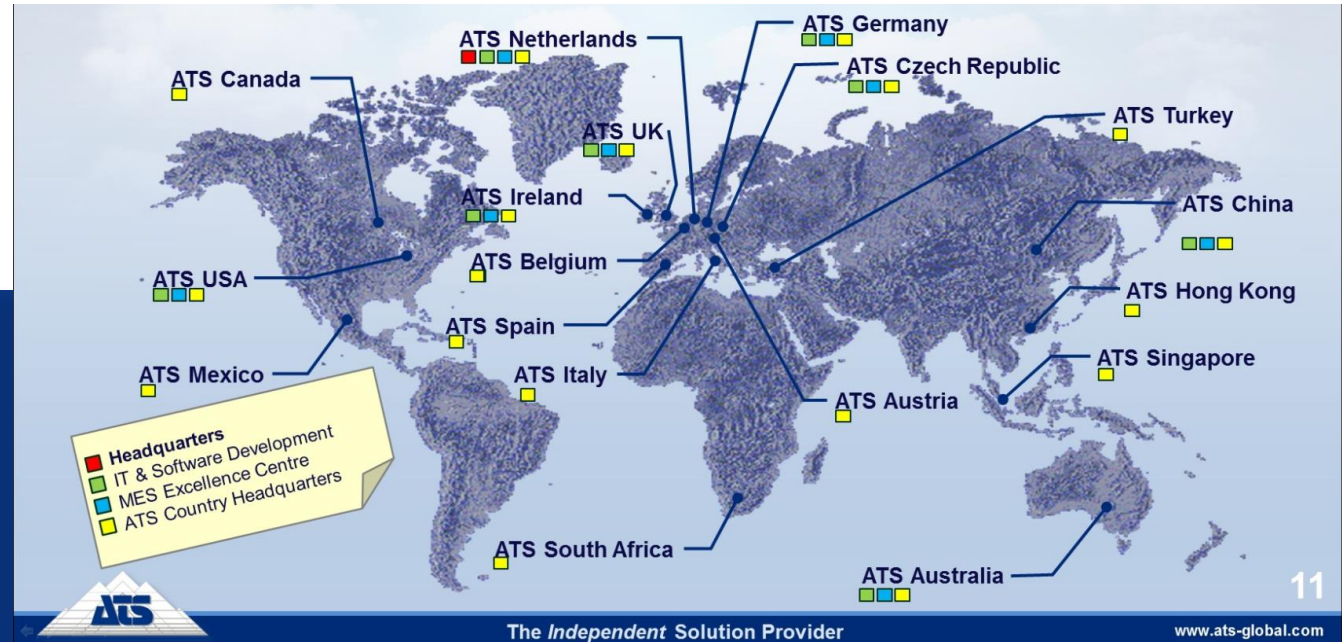 ATS Netherlands
ATS Germany
ATS Canada
ATS Czech Republic
ATS UK
ATS Turkey
ATS Ireland
ATS China
ATS Belgium
ATS USA
ATS Hong Kong
ATS Spain
ATS Singapore
ATS Mexico
ATS Italy
ATS Austria
Headquarters
IT & Software Development
MES Excellence Centre
ATS Country Headquarters
ATS South Africa
ATS Australia
11
ATS
The Independent Solution Provider
www.ats-global.com